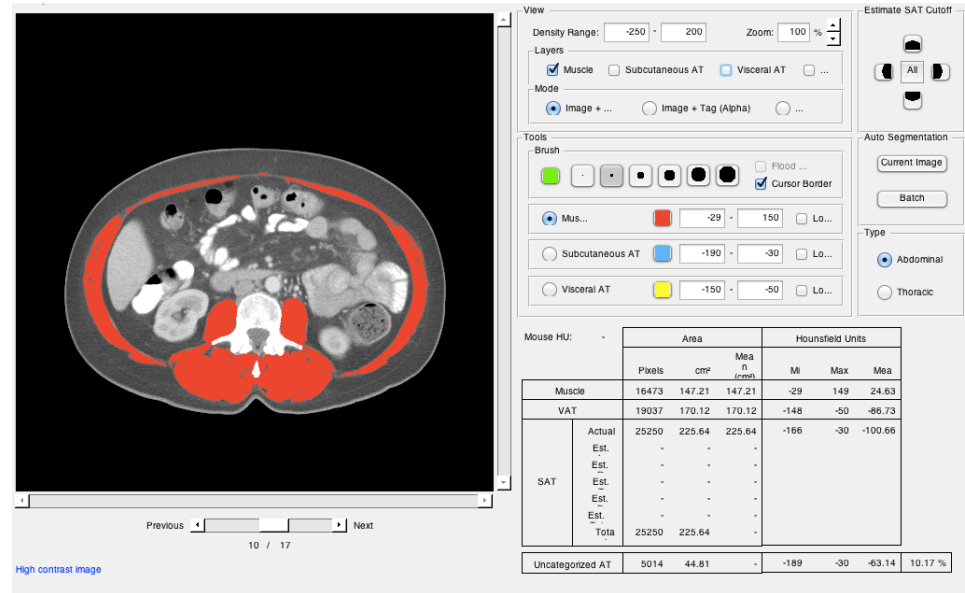 View
Density Range: -250 - 200 Zoom: 100 %
Layers
Muscle Subcutaneous AT Visceral AT ...
Mode
Image + ... Image + Tag (Alpha) ...
Estimate SAT Cutoff
All
Tools
Brush
Flood ...
Cursor Border
Mus... -29 - 150 Lo...
Subcutaneous AT -190 - -30 Lo...
Visceral AT -150 - -50 Lo...
Auto Segmentation
Current Image
Batch
Type
Abdominal
Thoracic
Mouse HU: - Area Hounsfield Units
Pixels cm² Mea n (cm²) Mi Max Mea
Muscle 16473 147.21 147.21 -29 149 24.63
VAT 19037 170.12 170.12 -148 -50 -86.73
SAT
Actual 25250 225.64 225.64 -166 -30 -100.66
Est. - - -
Est. - - -
Est. - - -
Est. - - -
Est. - - -
Tota 25250 225.64 -
Uncategorized AT 5014 44.81 - -189 -30 -63.14 10.17 %
Previous Next
10 / 17
High contrast image